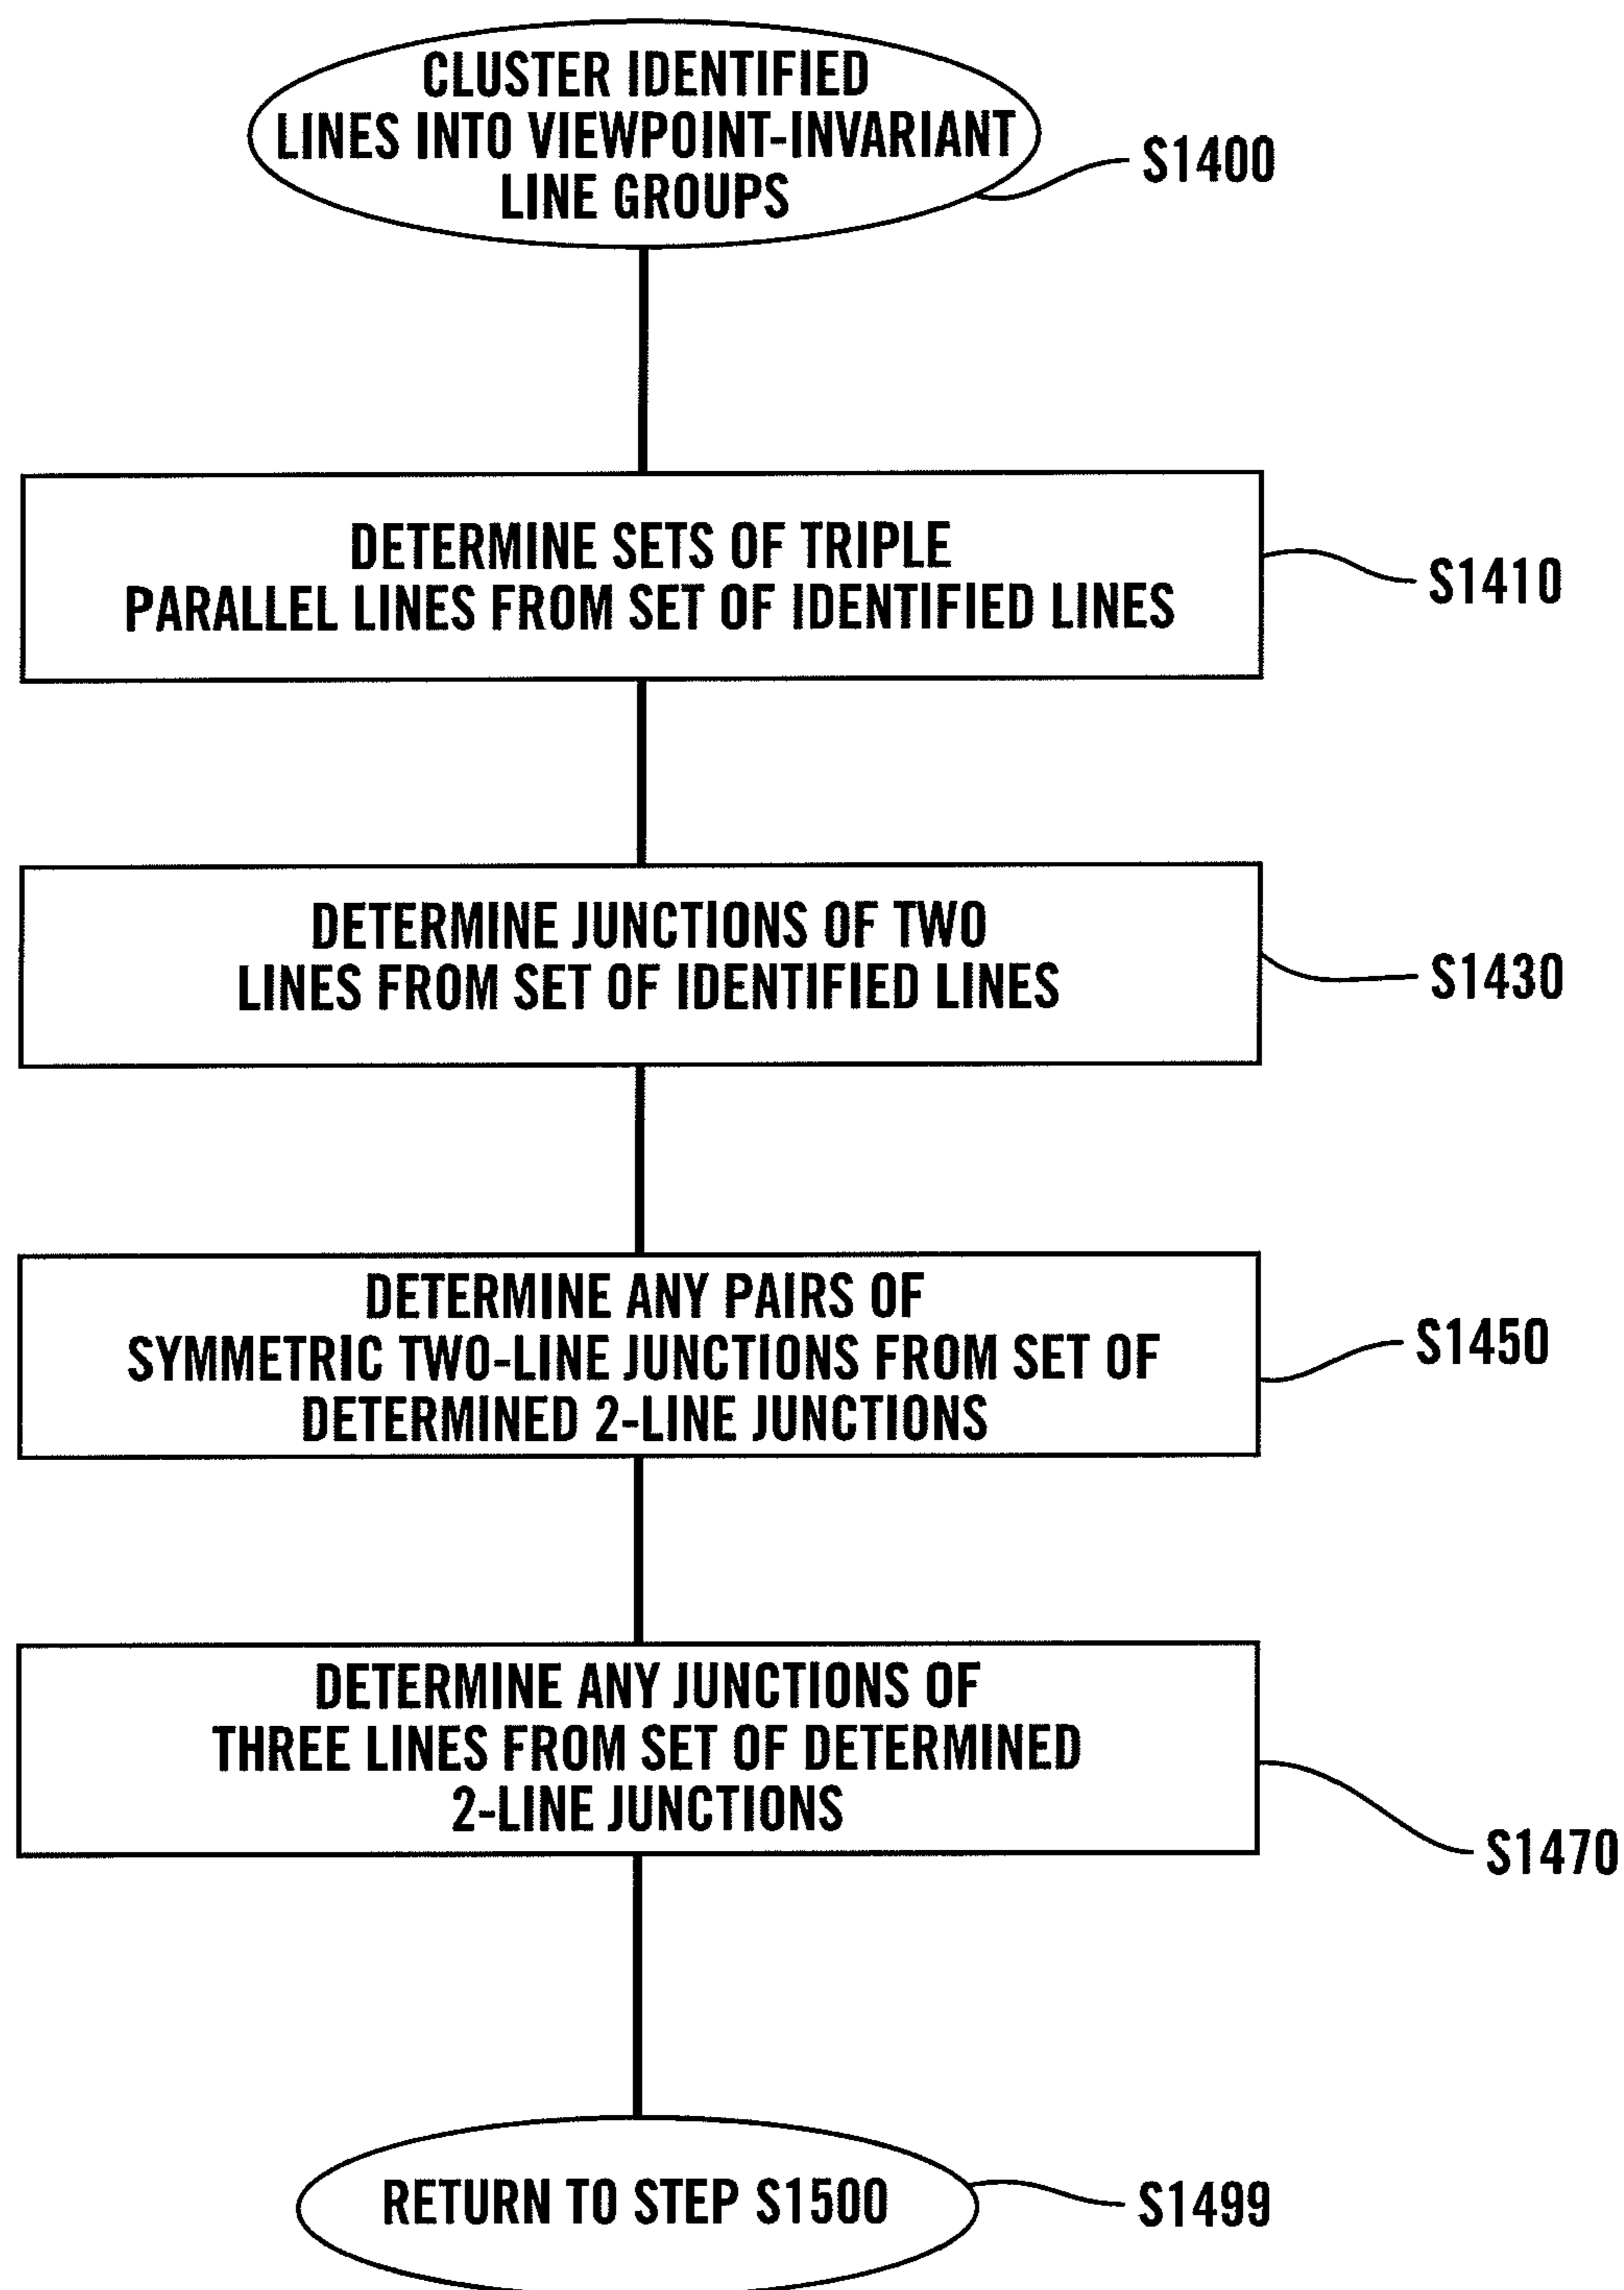 CLUSTER IDENTIFIED
LINES INTO VIEWPOINT-INVARIANT
LINE GROUPS
S1400
DETERMINE SETS OF TRIPLE
PARALLEL LINES FROM SET OF IDENTIFIED LINES
S1410
DETERMINE JUNCTIONS OF TWO
LINES FROM SET OF IDENTIFIED LINES
S1430
DETERMINE ANY PAIRS OF
SYMMETRIC TWO-LINE JUNCTIONS FROM SET OF
DETERMINED 2-LINE JUNCTIONS
S1450
DETERMINE ANY JUNCTIONS OF
THREE LINES FROM SET OF DETERMINED
2-LINE JUNCTIONS
S1470
RETURN TO STEP S1500
S1499